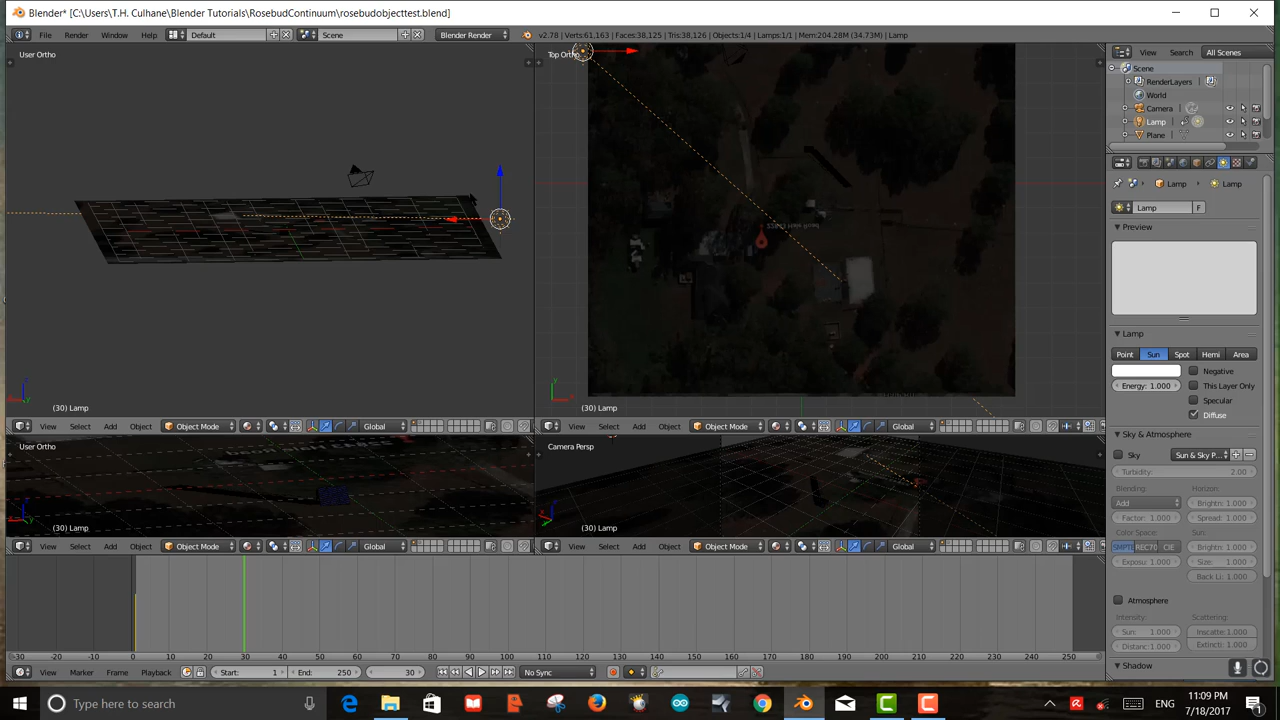 Blender* [C:\Users\T.H. Culhane\Blender Tutorials\RosebudContinuum\rosebudobjecttest.blend]
File Render Window Help Default Scene Blender Render v2.78 | Verts:61,163 | Faces:38,125 | Tris:38,126 | Objects:1/4 | Lamps:1/1 | Mem:204.28M (34.73M) | Lamp
View Search All Scenes
User Ortho
Top Ortho
Scene
RenderLayers
World
Camera
Lamp
Plane
Lamp Lamp
Lamp F
Preview
Lamp
Point Sun Spot Hemi Area
Negative
Energy: 1.000 This Layer Only
Specular
Diffuse
(30) Lamp
(30) Lamp
View Select Add Object Object Mode Global
View Select Add Object Object Mode Global
Sky & Atmosphere
User Ortho
Camera Persp
Sky Sun & Sky P...
Turbidity: 2.00
Blending: Horizon:
Add Brightn: 1.000
Factor: 1.000 Spread: 1.000
Color Space: Sun:
SMPTE REC70 CIE Brightn: 1.000
Exposu: 1.000 Size: 1.000
Back Li: 1.000
(30) Lamp
(30) Lamp
View Select Add Object Object Mode Global
View Select Add Object Object Mode Global
Atmosphere
Intensity: Scattering:
Sun: 1.000 Inscatte: 1.000
Distanc: 1.000 Extincti: 1.000
Shadow
-30 -20 -10 0 10 20 30 40 50 60 70 80 90 100 110 120 130 140 150 160 170 180 190 200 210 220 230 240 250
View Marker Frame Playback Start: 1 End: 250 30 No Sync
Type here to search
ENG
11:09 PM
7/18/2017